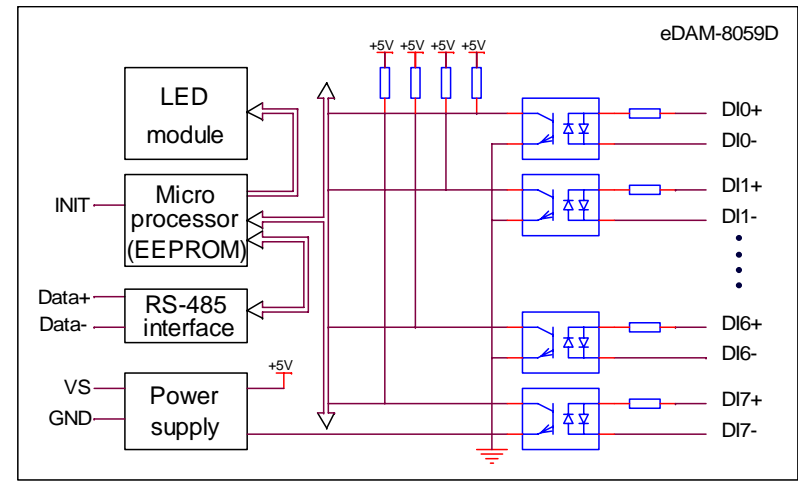 eDAM-8059D
+5V +5V +5V +5V
LED
module
DI0+
DI0-
INIT
Micro
processor
(EEPROM)
DI1+
DI1-
Data+
Data-
RS-485
interface
DI6+
DI6-
+5V
VS
GND
Power
supply
DI7+
DI7-